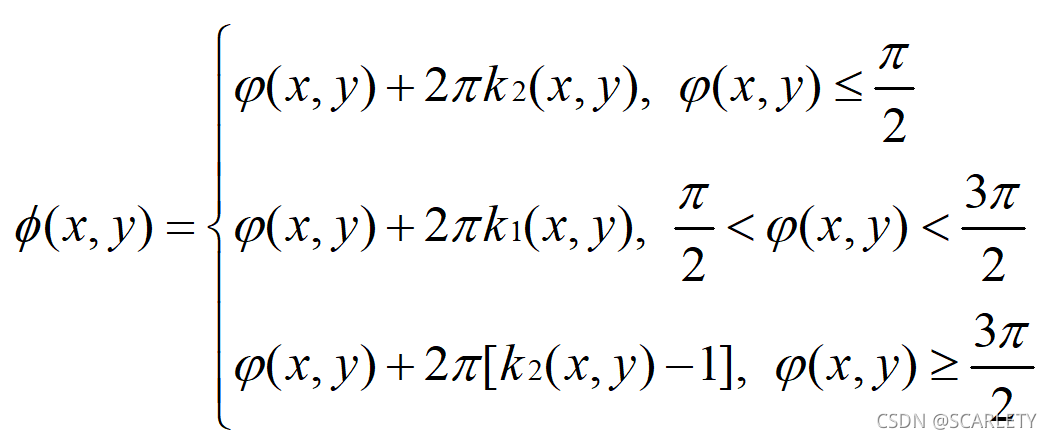 φ(x, y) + 2πk2(x, y), φ(x, y) ≤ π/2
ϕ(x, y) = { φ(x, y) + 2πk1(x, y), π/2 < φ(x, y) < 3π/2
φ(x, y) + 2π[k2(x, y) − 1], φ(x, y) ≥ 3π/2
CSDN @SCARLETY